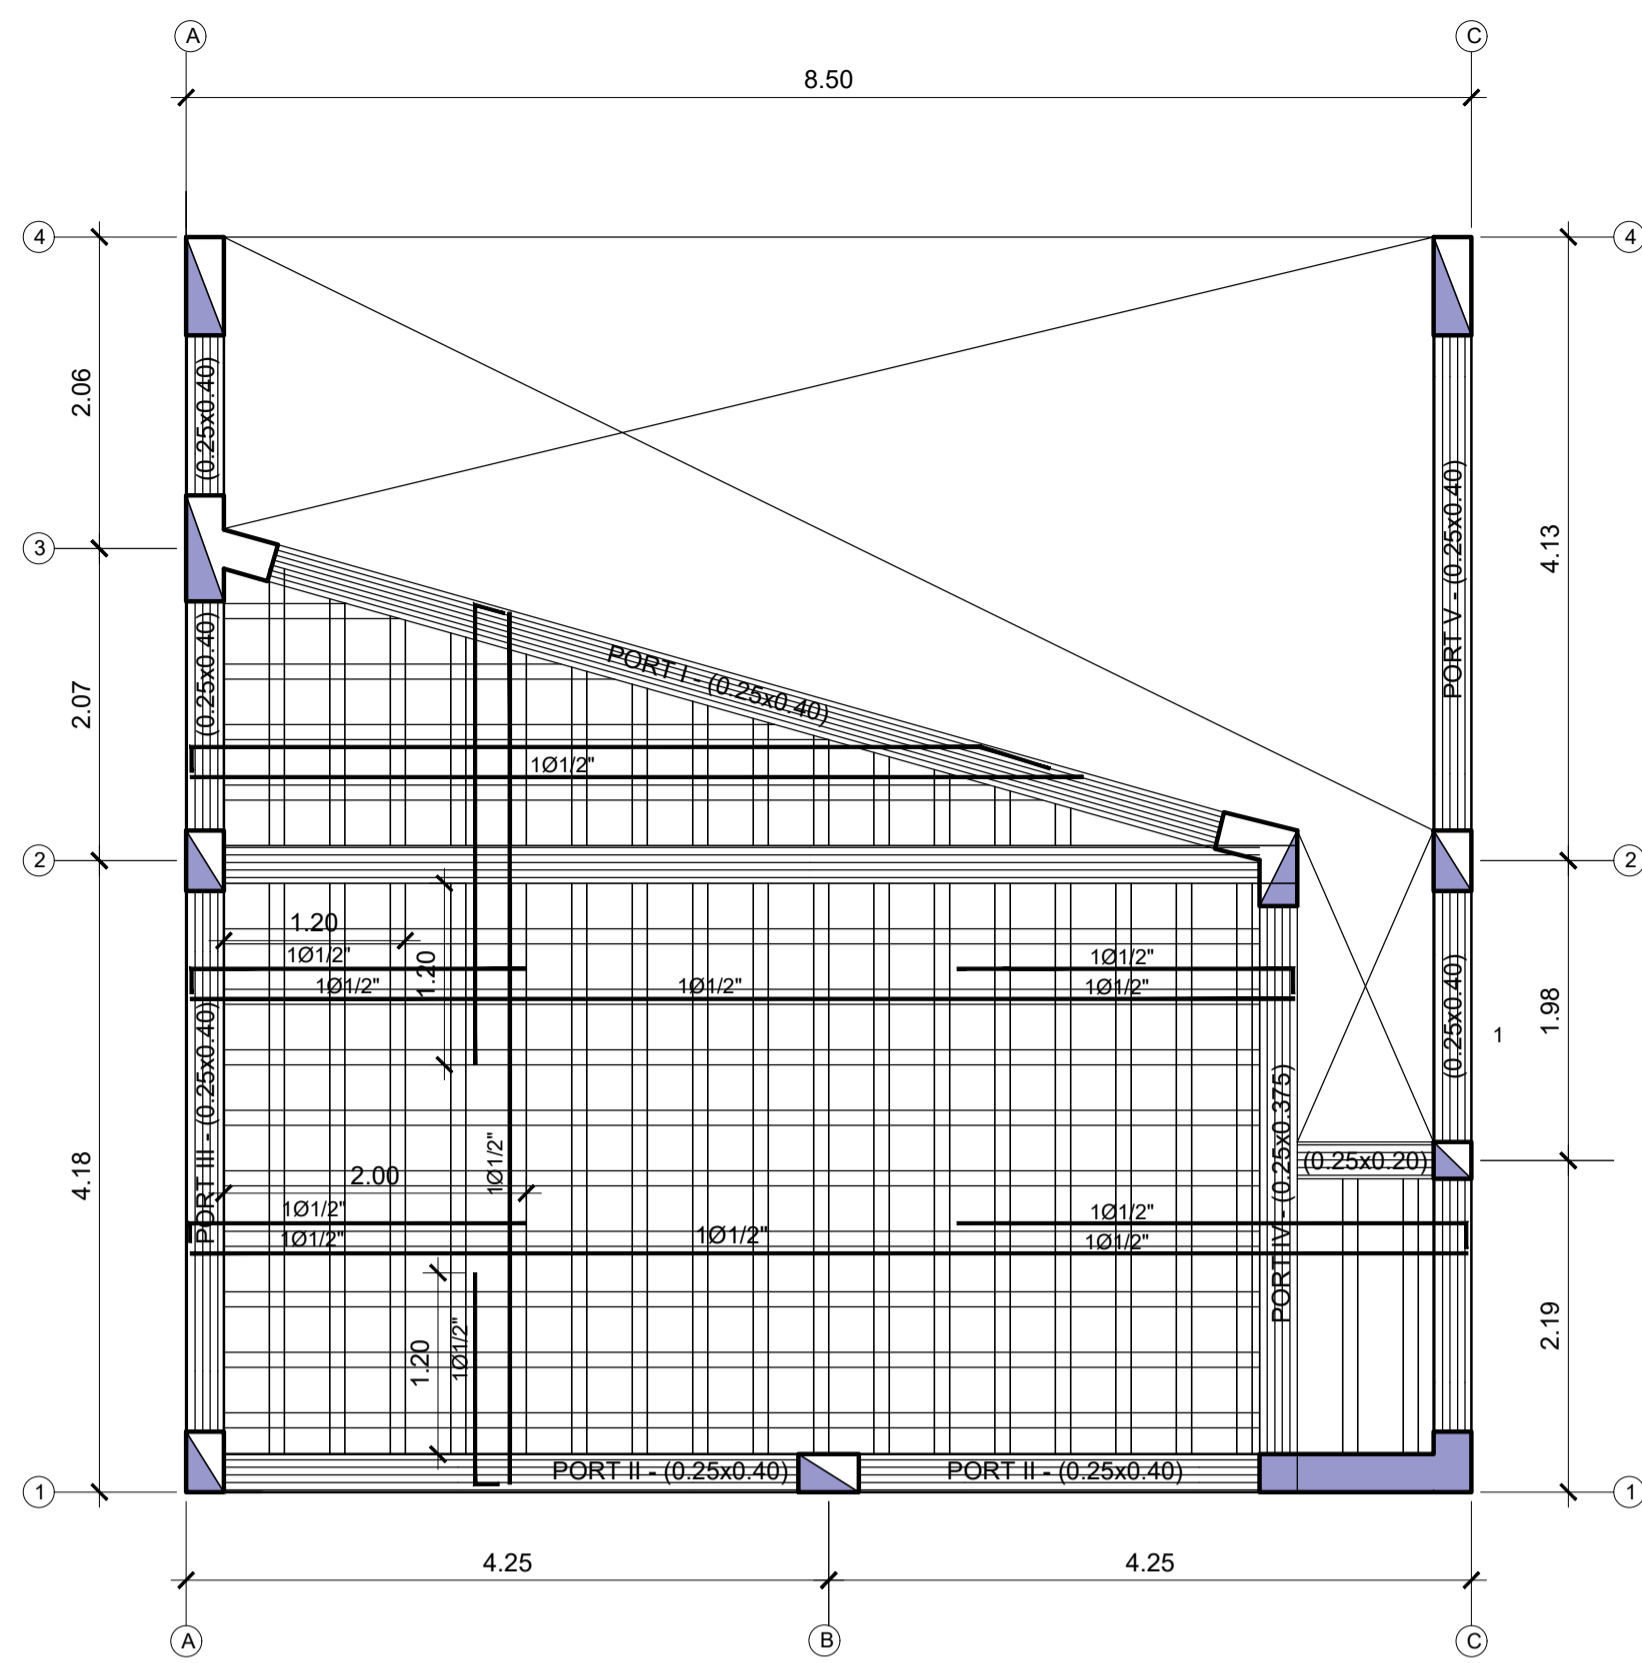 A
C
8.50
4
4
2.06
(0.25x0.40)
PORT V - (0.25x0.40)
4.13
3
2.07
(0.25x0.40)
PORT I - (0.25x0.40)
1Ø1/2"
2
2
1.20
1Ø1/2"
1Ø1/2"
1.20
1Ø1/2"
1Ø1/2"
1Ø1/2"
(0.25x0.40)
1.98
1
PORT III - (0.25x0.40)
4.18
1Ø1/2"
2.00
1Ø1/2"
1Ø1/2"
1Ø1/2"
1Ø1/2"
1Ø1/2"
PORT IV - (0.25x0.375)
(0.25x0.20)
2.19
1.20
1Ø1/2"
PORT II - (0.25x0.40)
PORT II - (0.25x0.40)
1
1
4.25
4.25
A
B
C